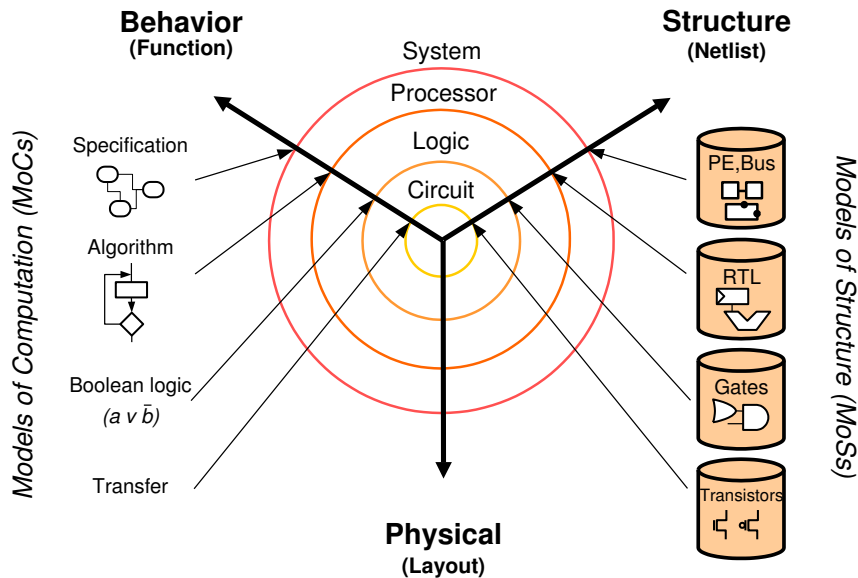 Behavior
(Function)
Structure
(Netlist)
System
Processor
Logic
Circuit
Models of Computation (MoCs)
Specification
Algorithm
Boolean logic
(a v b̄)
Transfer
PE,Bus
RTL
Gates
Transistors
Models of Structure (MoSs)
Physical
(Layout)